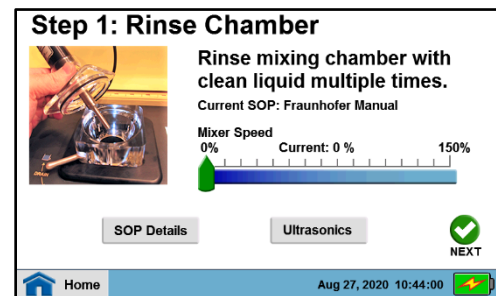 Step 1: Rinse Chamber
Rinse mixing chamber with
clean liquid multiple times.
Current SOP: Fraunhofer Manual
Mixer Speed
0% Current: 0 % 150%
SOP Details
Ultrasonics
NEXT
Home
Aug 27, 2020 10:44:00